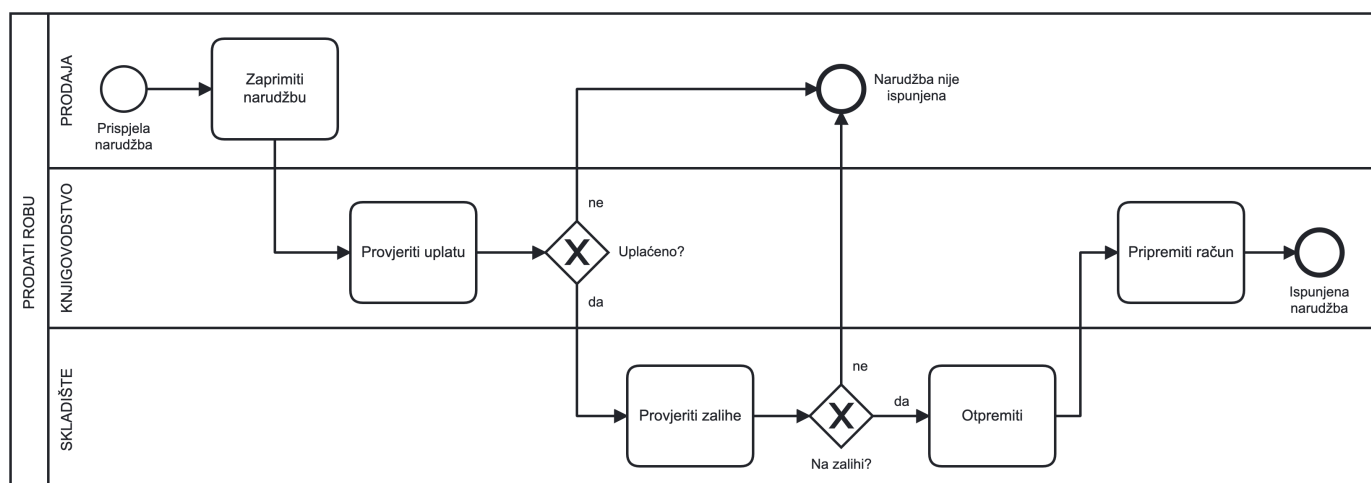 PRODATI ROBU
PRODAJA
Prispjela
narudžba
Zaprimiti
narudžbu
Narudžba nije
ispunjena
KNJIGOVODSTVO
Provjeriti uplatu
ne
Uplaćeno?
da
Pripremiti račun
Ispunjena
narudžba
SKLADIŠTE
Provjeriti zalihe
ne
da
Na zalihi?
Otpremiti